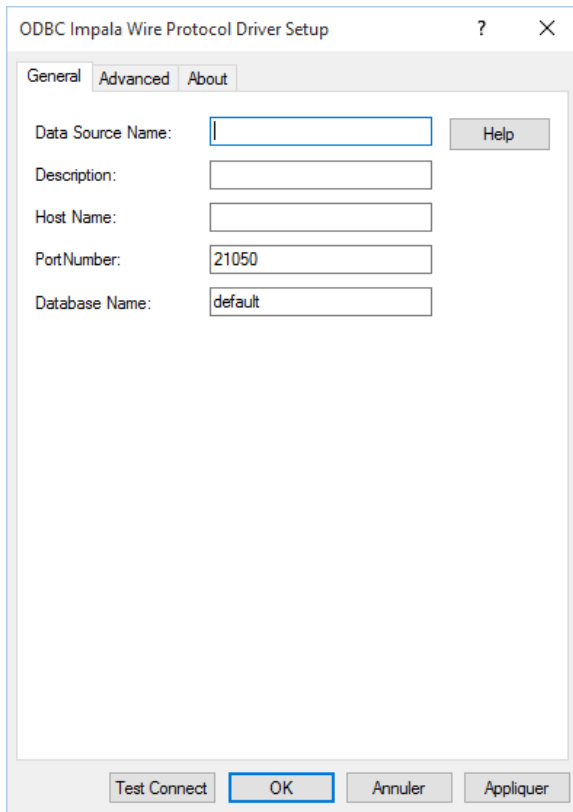 ODBC Impala Wire Protocol Driver Setup ? ×
General Advanced About
Data Source Name: Help
Description:
Host Name:
PortNumber: 21050
Database Name: default
Test Connect OK Annuler Appliquer